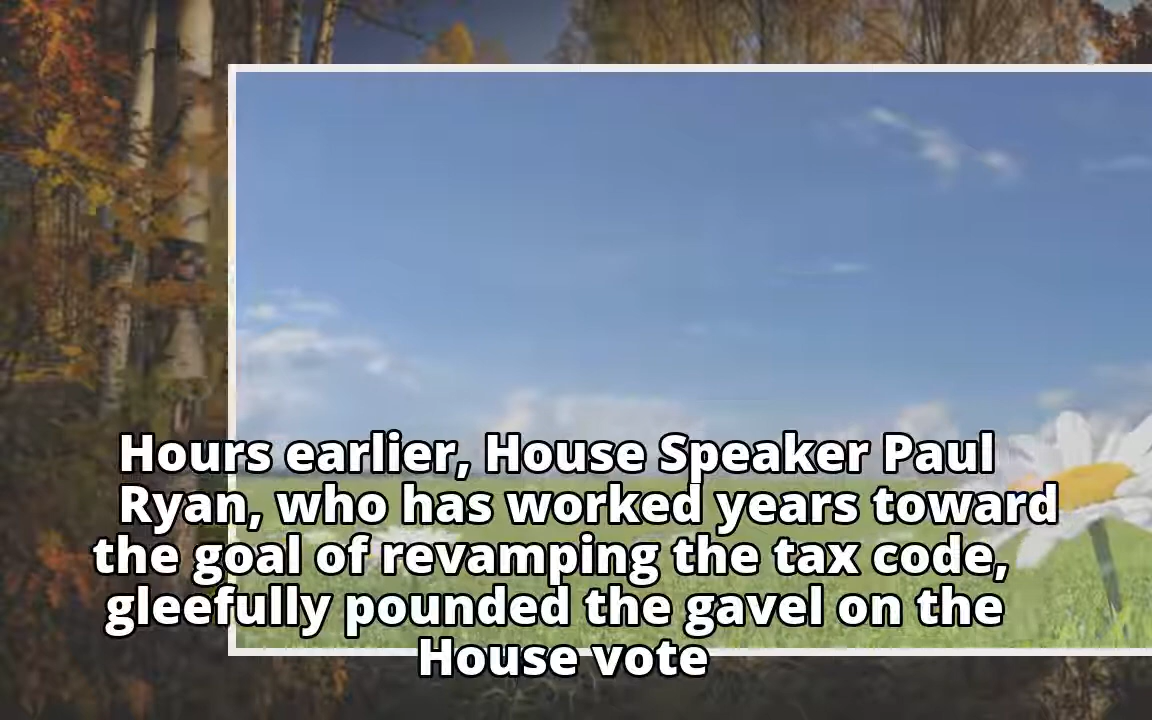 Hours earlier, House Speaker Paul
Ryan, who has worked years toward
the goal of revamping the tax code,
gleefully pounded the gavel on the
House vote